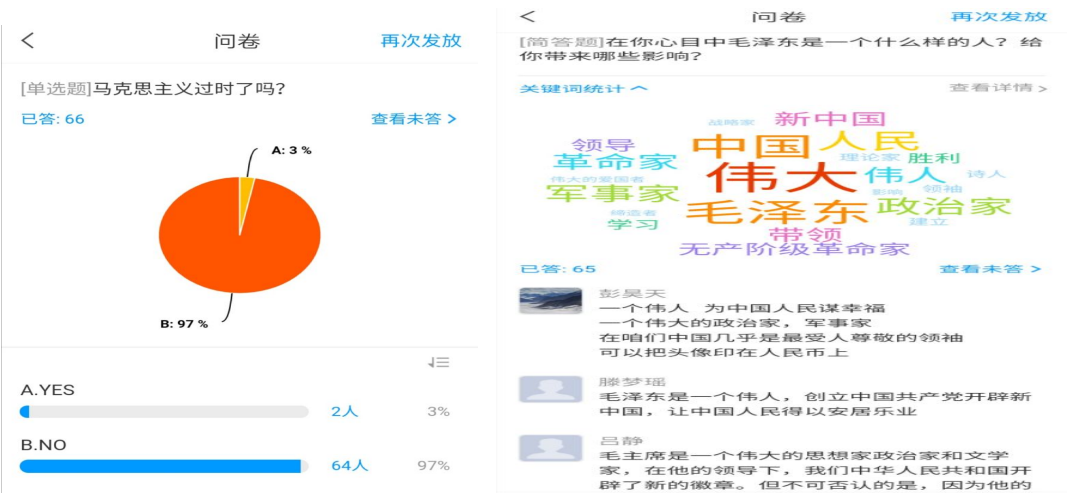 问卷
再次发放
[单选题]马克思主义过时了吗?
已答: 66
查看未答 >
A: 3 %
B: 97 %
A.YES
2人
3%
B.NO
64人
97%
问卷
再次发放
[简答题]在你心目中毛泽东是一个什么样的人? 给
你带来哪些影响?
关键词统计
查看详情 >
战略家
新中国
领导
中国
人民
革命家
理论家
胜利
伟大的爱国者
伟大
伟人
诗人
军事家
影响
领袖
缔造者
毛泽东
政治家
学习
建立
带领
无产阶级革命家
已答: 65
查看未答 >
彭昊天
一个伟人 为中国人民谋幸福
一个伟大的政治家，军事家
在咱们中国几乎是最受人尊敬的领袖
可以把头像印在人民币上
滕梦瑶
毛泽东是一个伟人，创立中国共产党开辟新
中国，让中国人民得以安居乐业
吕静
毛主席是一个伟大的思想家政治家和文学
家，在他的领导下，我们中华人民共和国开
辟了新的徽章。但不可否认的是，因为他的